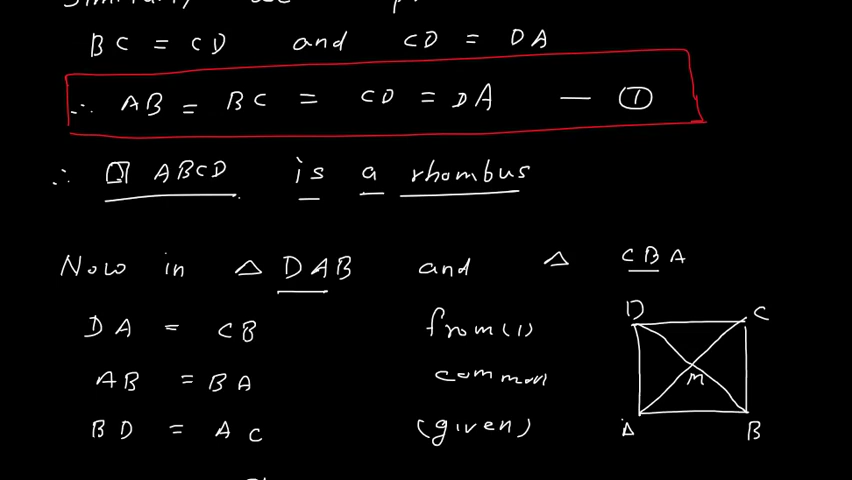 BC = CD and CD = DA
∴ AB = BC = CD = DA — ①
∴ ABCD is a rhombus
Now in △ DAB and △ CBA
DA = CB from(1)
AB = BA common
BD = AC (given)
D C
M
A B